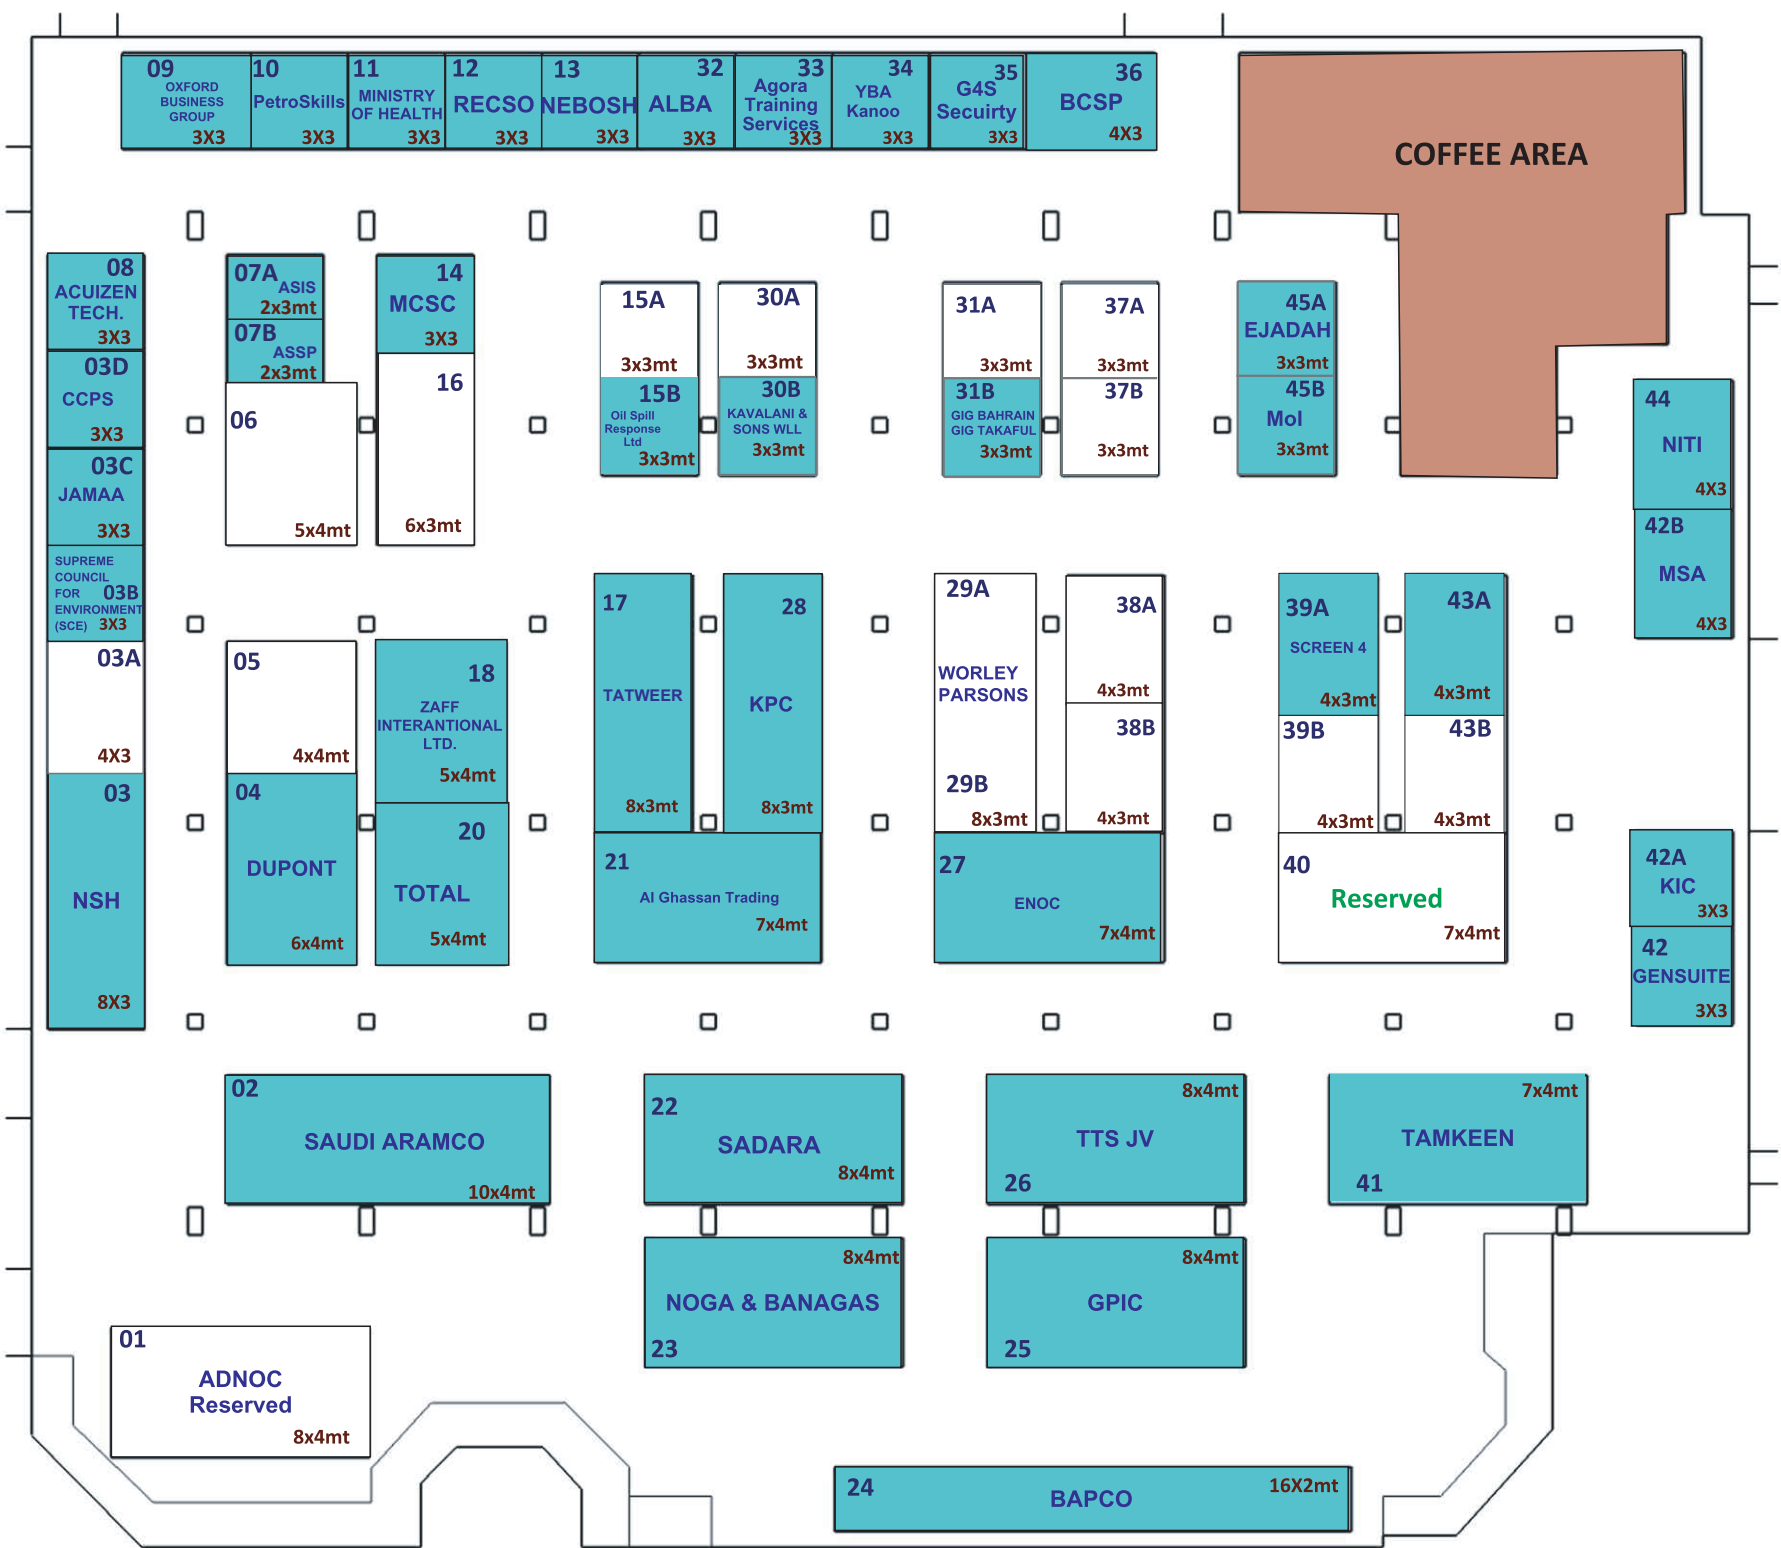 09
OXFORD
BUSINESS
GROUP
3X3
10
PetroSkills
3X3
11
MINISTRY
OF HEALTH
3X3
12
RECSO
3X3
13
NEBOSH
3X3
32
ALBA
3X3
33
Agora
Training
Services
3X3
34
YBA
Kanoo
3X3
35
G4S
Secuirty
3X3
36
BCSP
4X3
COFFEE AREA
08
ACUIZEN
TECH.
3X3
03D
CCPS
3X3
03C
JAMAA
3X3
SUPREME
COUNCIL
FOR 03B
ENVIRONMENT
(SCE) 3X3
03A
4X3
03
NSH
8X3
07A
ASIS
2x3mt
07B
ASSP
2x3mt
06
5x4mt
14
MCSC
3X3
16
6x3mt
15A
3x3mt
15B
Oil Spill
Response
Ltd
3x3mt
30A
3x3mt
30B
KAVALANI &
SONS WLL
3x3mt
31A
3x3mt
31B
GIG BAHRAIN
GIG TAKAFUL
3x3mt
37A
3x3mt
37B
3x3mt
45A
EJADAH
3x3mt
45B
MoI
3x3mt
44
NITI
4X3
42B
MSA
4X3
05
4x4mt
04
DUPONT
6x4mt
18
ZAFF
INTERANTIONAL
LTD.
5x4mt
20
TOTAL
5x4mt
17
TATWEER
8x3mt
28
KPC
8x3mt
21
Al Ghassan Trading
7x4mt
29A
WORLEY
PARSONS
29B
8x3mt
38A
4x3mt
38B
4x3mt
27
ENOC
7x4mt
39A
SCREEN 4
4x3mt
39B
4x3mt
43A
4x3mt
43B
4x3mt
40
Reserved
7x4mt
42A
KIC
3X3
42
GENSUITE
3X3
02
SAUDI ARAMCO
10x4mt
22
SADARA
8x4mt
8x4mt
TTS JV
26
7x4mt
TAMKEEN
41
8x4mt
NOGA & BANAGAS
23
8x4mt
GPIC
25
01
ADNOC
Reserved
8x4mt
24
BAPCO
16X2mt